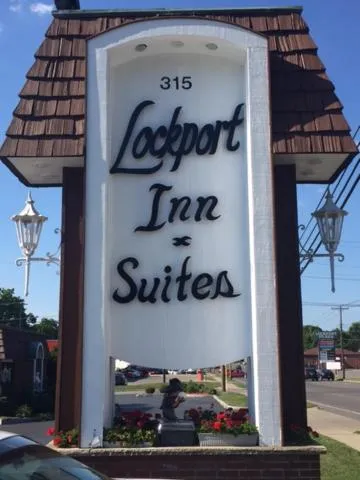 315
Lockport
Inn
x
Suites